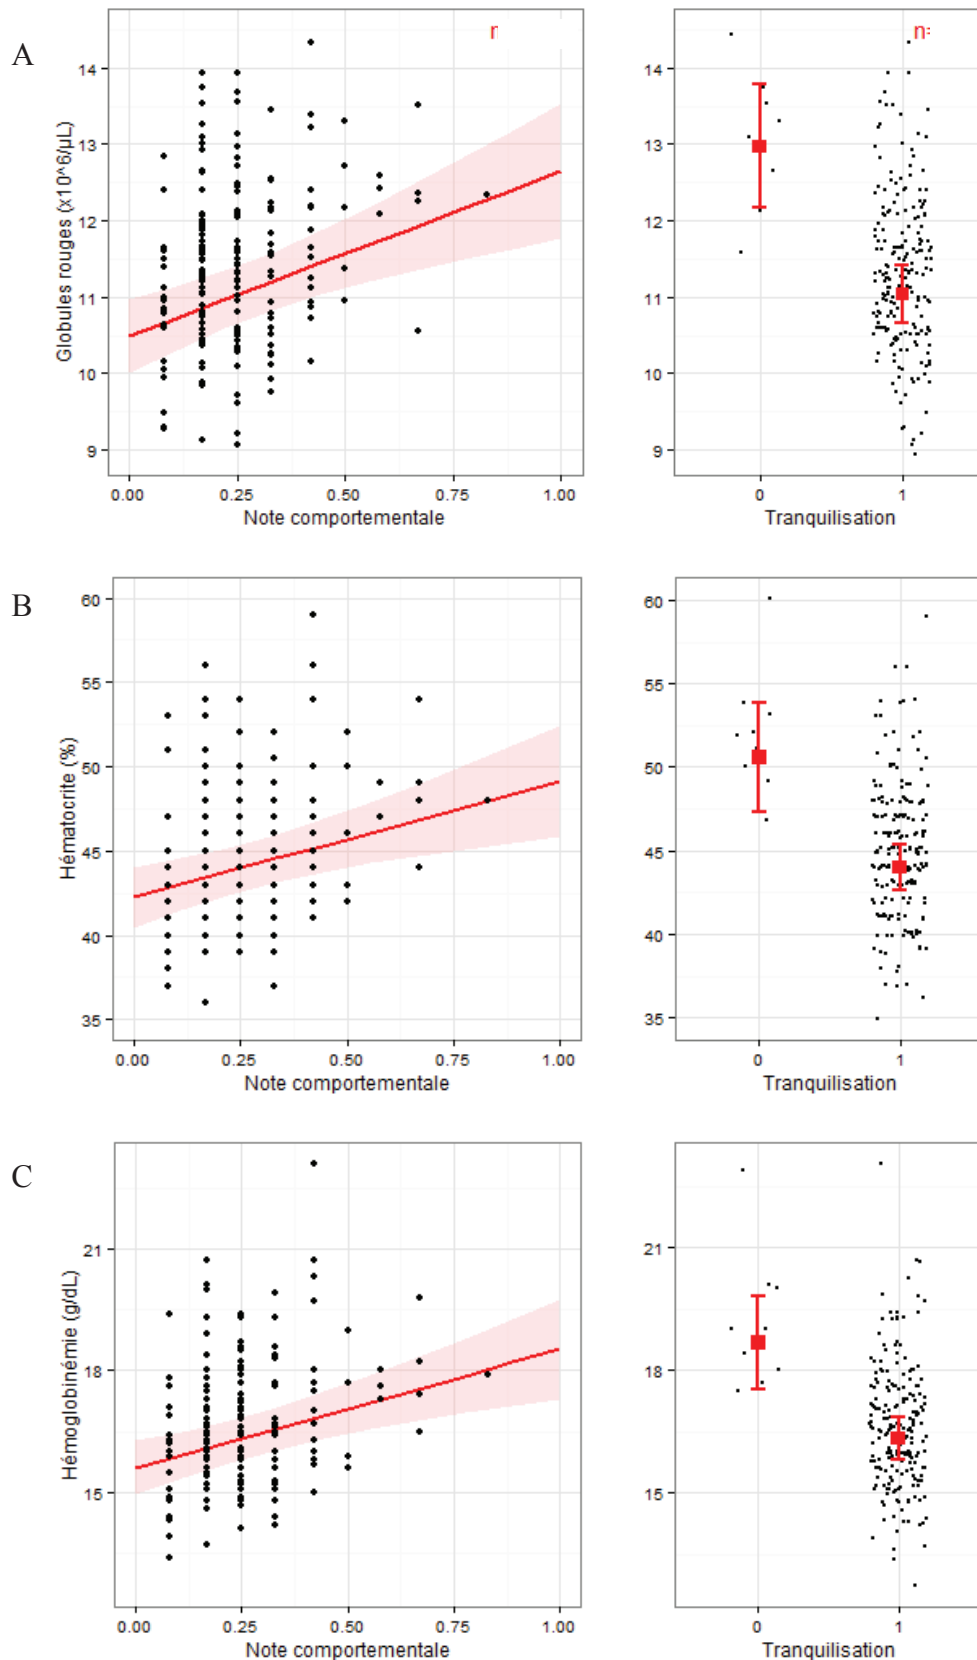 A
n=
14
13
12
11
10
9
Globules rouges (x10^6/µL)
0.00 0.25 0.50 0.75 1.00
Note comportementale
14
13
12
11
10
9
0 1
Tranquilisation
B
60
55
50
45
40
35
Hématocrite (%)
0.00 0.25 0.50 0.75 1.00
Note comportementale
60
55
50
45
40
35
0 1
Tranquilisation
C
21
18
15
Hémoglobinémie (g/dL)
0.00 0.25 0.50 0.75 1.00
Note comportementale
21
18
15
0 1
Tranquilisation